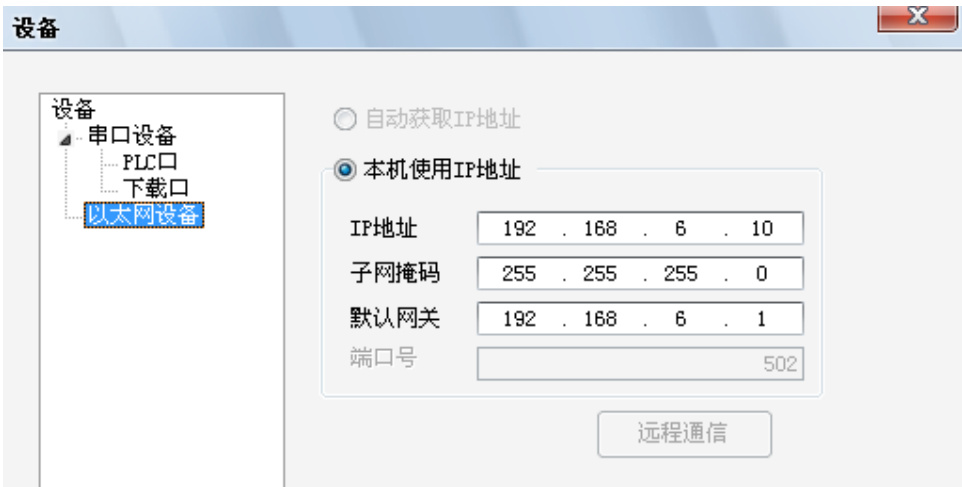 设备
设备
串口设备
PLC口
下载口
以太网设备
自动获取IP地址
本机使用IP地址
IP地址 192 . 168 . 6 . 10
子网掩码 255 . 255 . 255 . 0
默认网关 192 . 168 . 6 . 1
端口号 502
远程通信